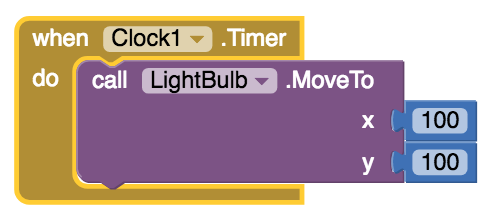 when Clock1 .Timer
do call LightBulb .MoveTo
x 100
y 100